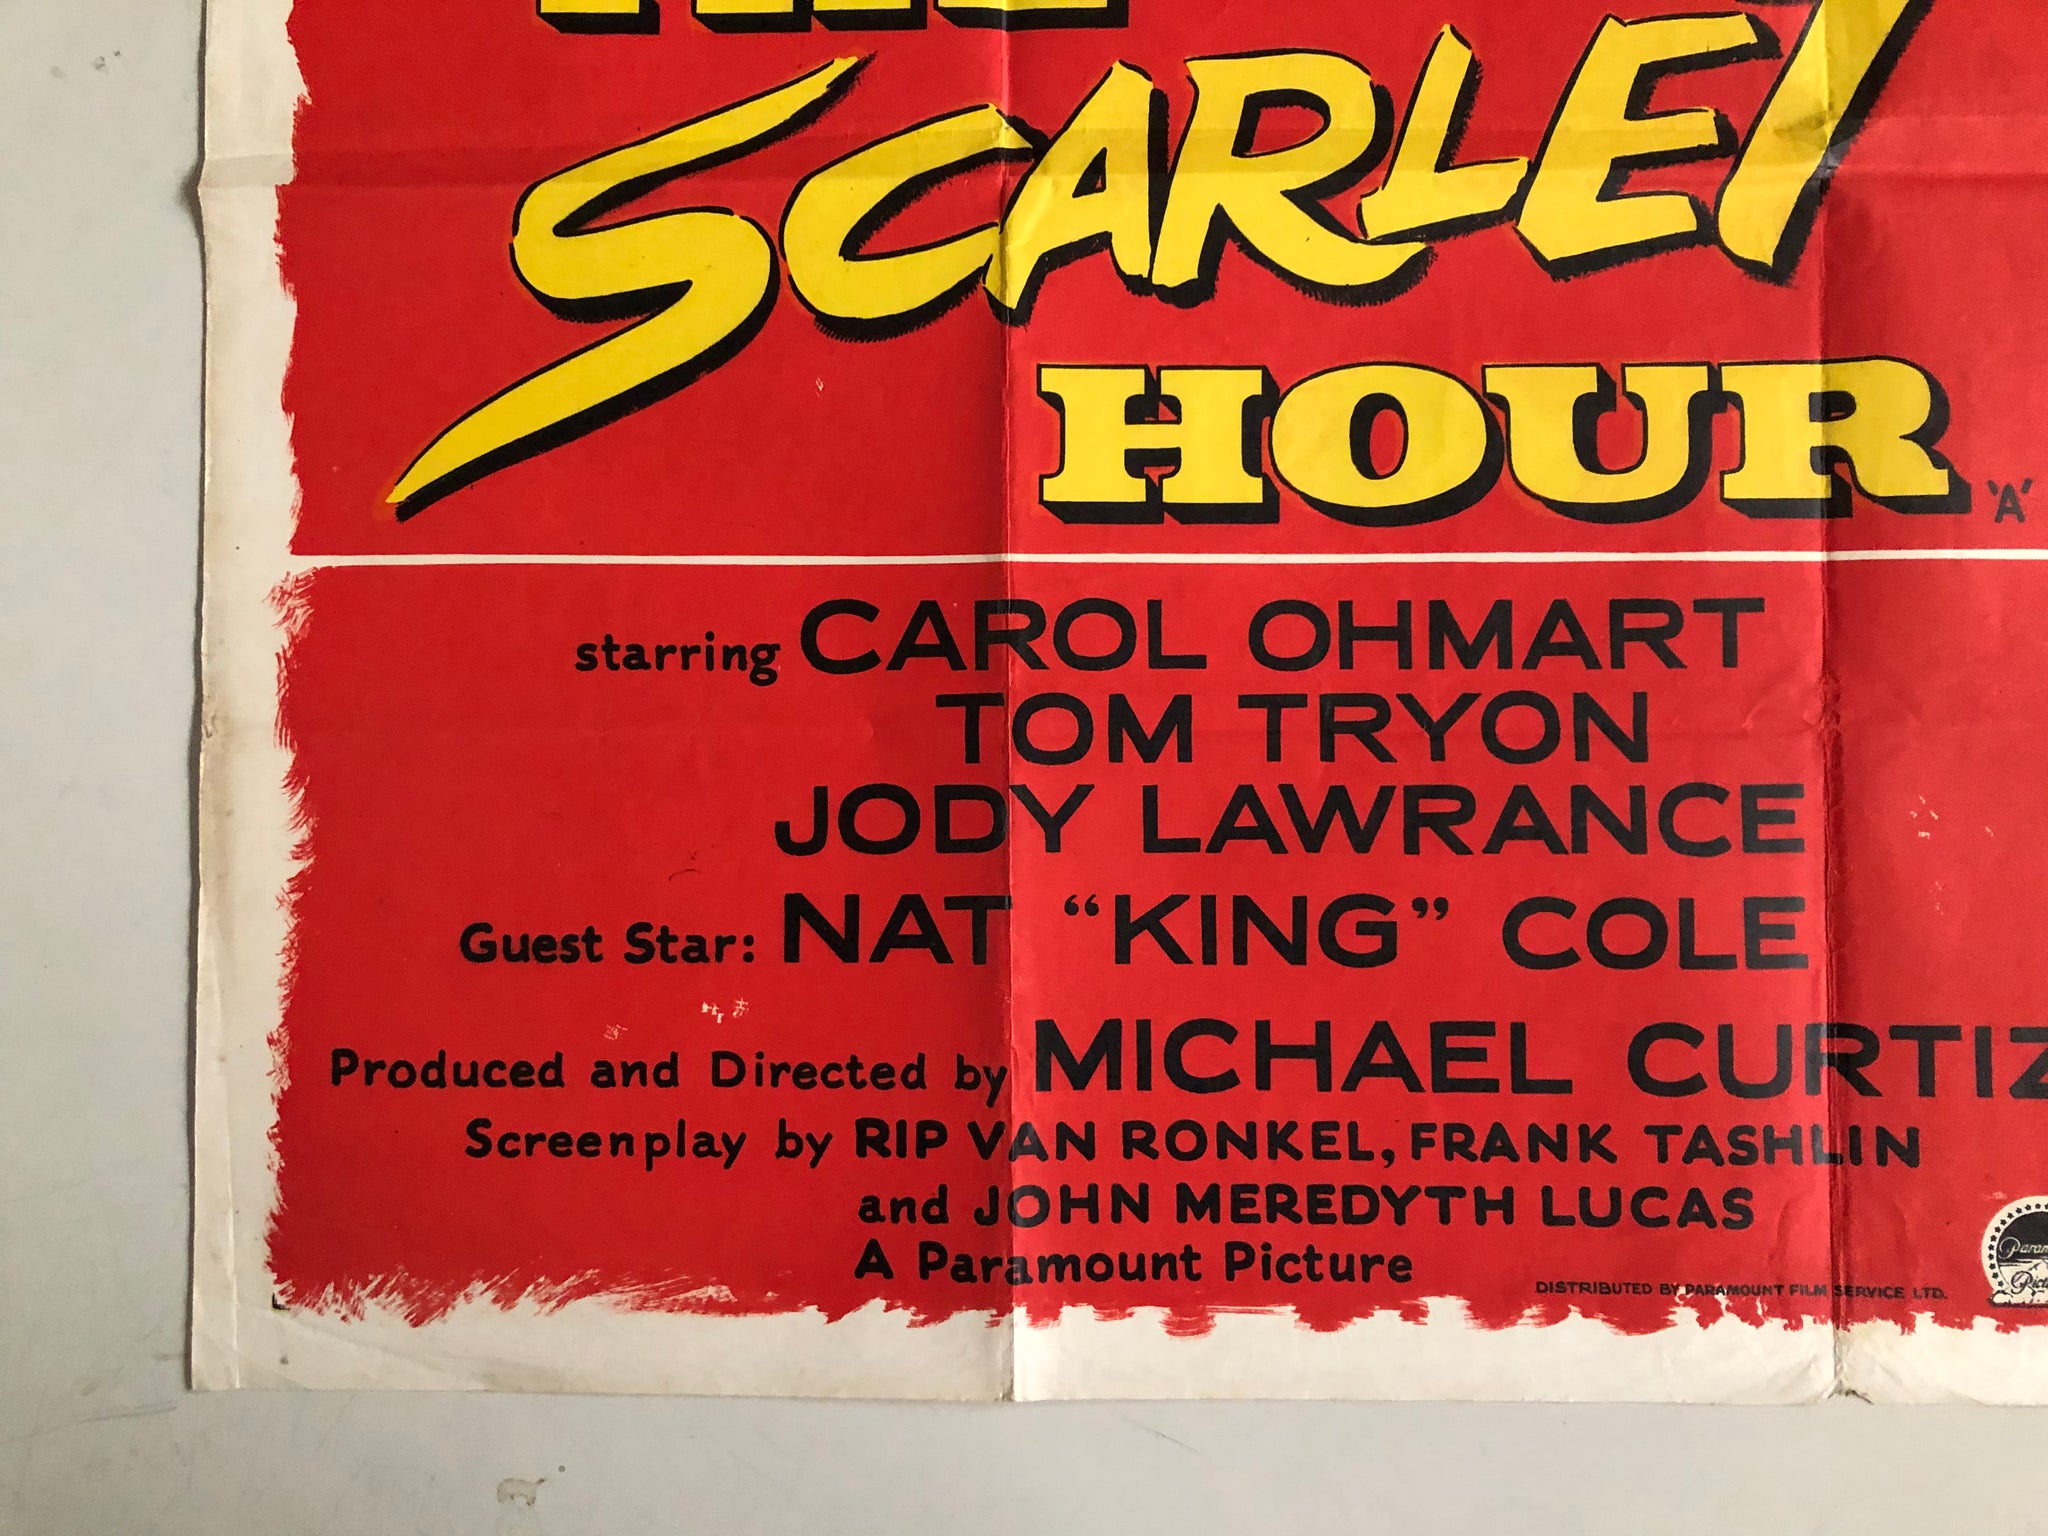 THE
SCARLET
HOUR 'A'
starring CAROL OHMART
TOM TRYON
JODY LAWRANCE
Guest Star: NAT “KING” COLE
Produced and Directed by MICHAEL CURTIZ
Screenplay by RIP VAN RONKEL, FRANK TASHLIN
and JOHN MEREDYTH LUCAS
A Paramount Picture
DISTRIBUTED BY PARAMOUNT FILM SERVICE LTD.